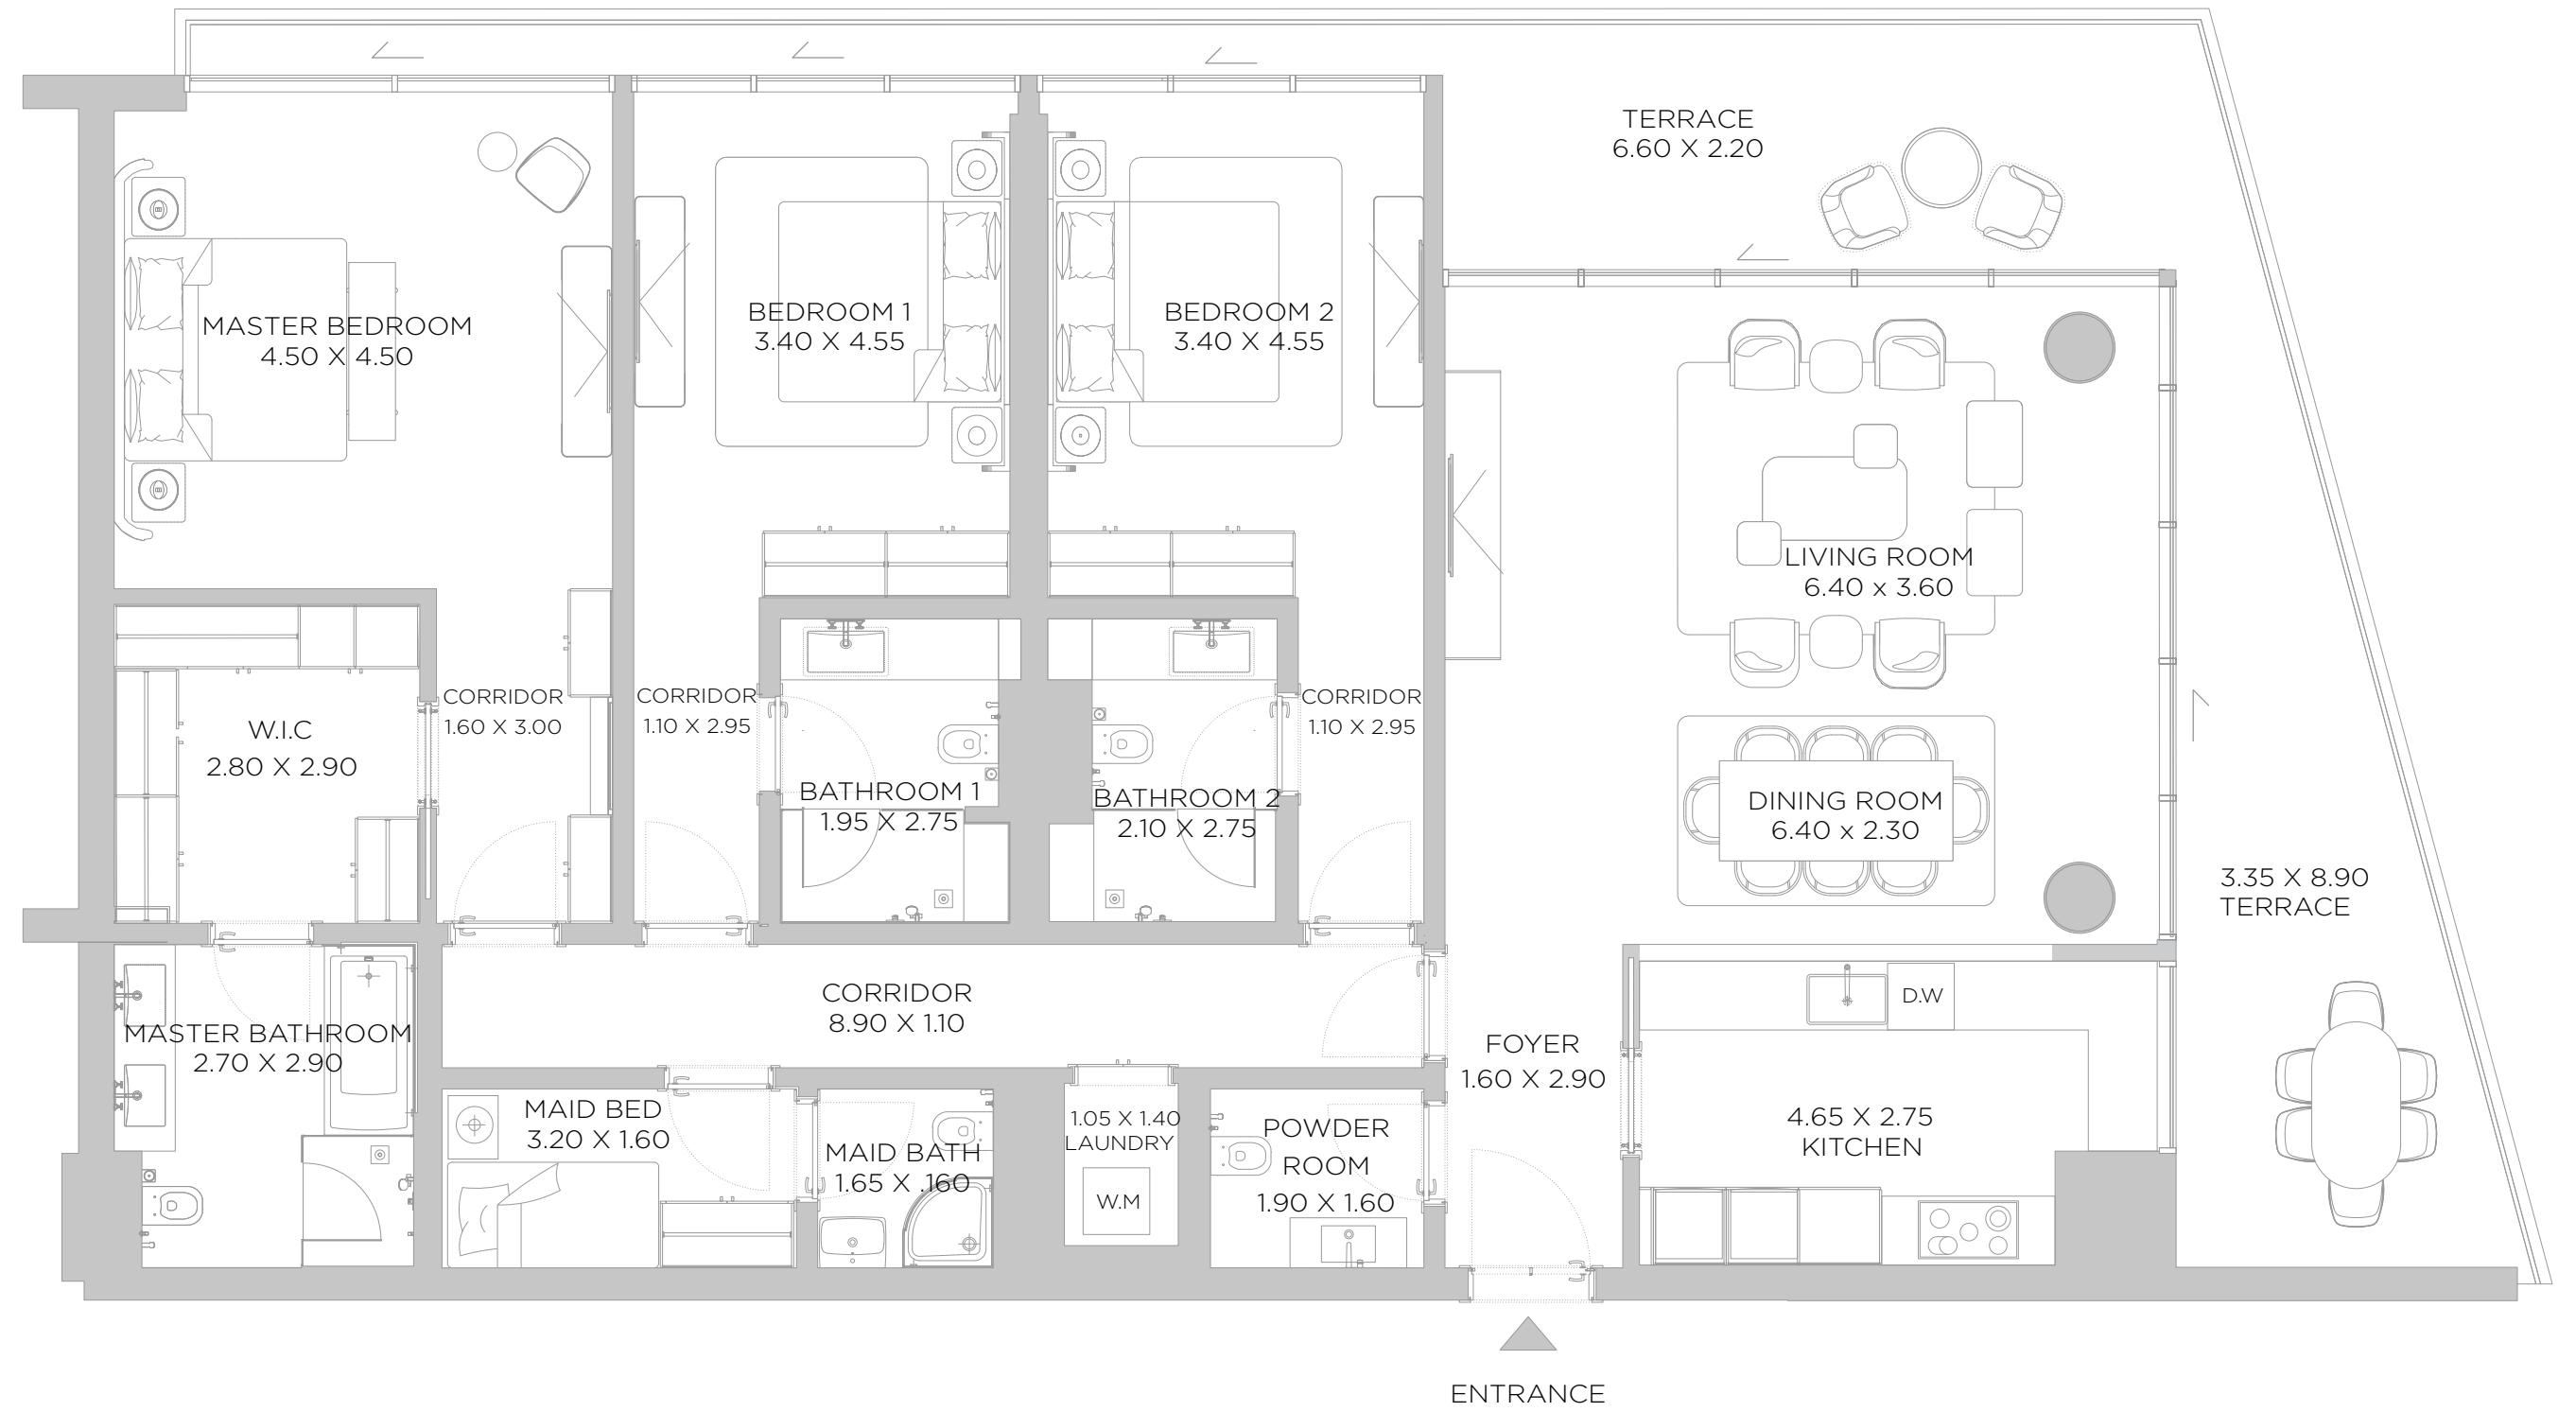 TERRACE
6.60 X 2.20
MASTER BEDROOM
4.50 X 4.50
BEDROOM 1
3.40 X 4.55
BEDROOM 2
3.40 X 4.55
LIVING ROOM
6.40 x 3.60
W.I.C
2.80 X 2.90
CORRIDOR
1.60 X 3.00
CORRIDOR
1.10 X 2.95
BATHROOM 1
1.95 X 2.75
BATHROOM 2
2.10 X 2.75
CORRIDOR
1.10 X 2.95
DINING ROOM
6.40 x 2.30
3.35 X 8.90
TERRACE
MASTER BATHROOM
2.70 X 2.90
CORRIDOR
8.90 X 1.10
FOYER
1.60 X 2.90
D.W
4.65 X 2.75
KITCHEN
MAID BED
3.20 X 1.60
MAID BATH
1.65 X .160
1.05 X 1.40
LAUNDRY
W.M
POWDER
ROOM
1.90 X 1.60
ENTRANCE